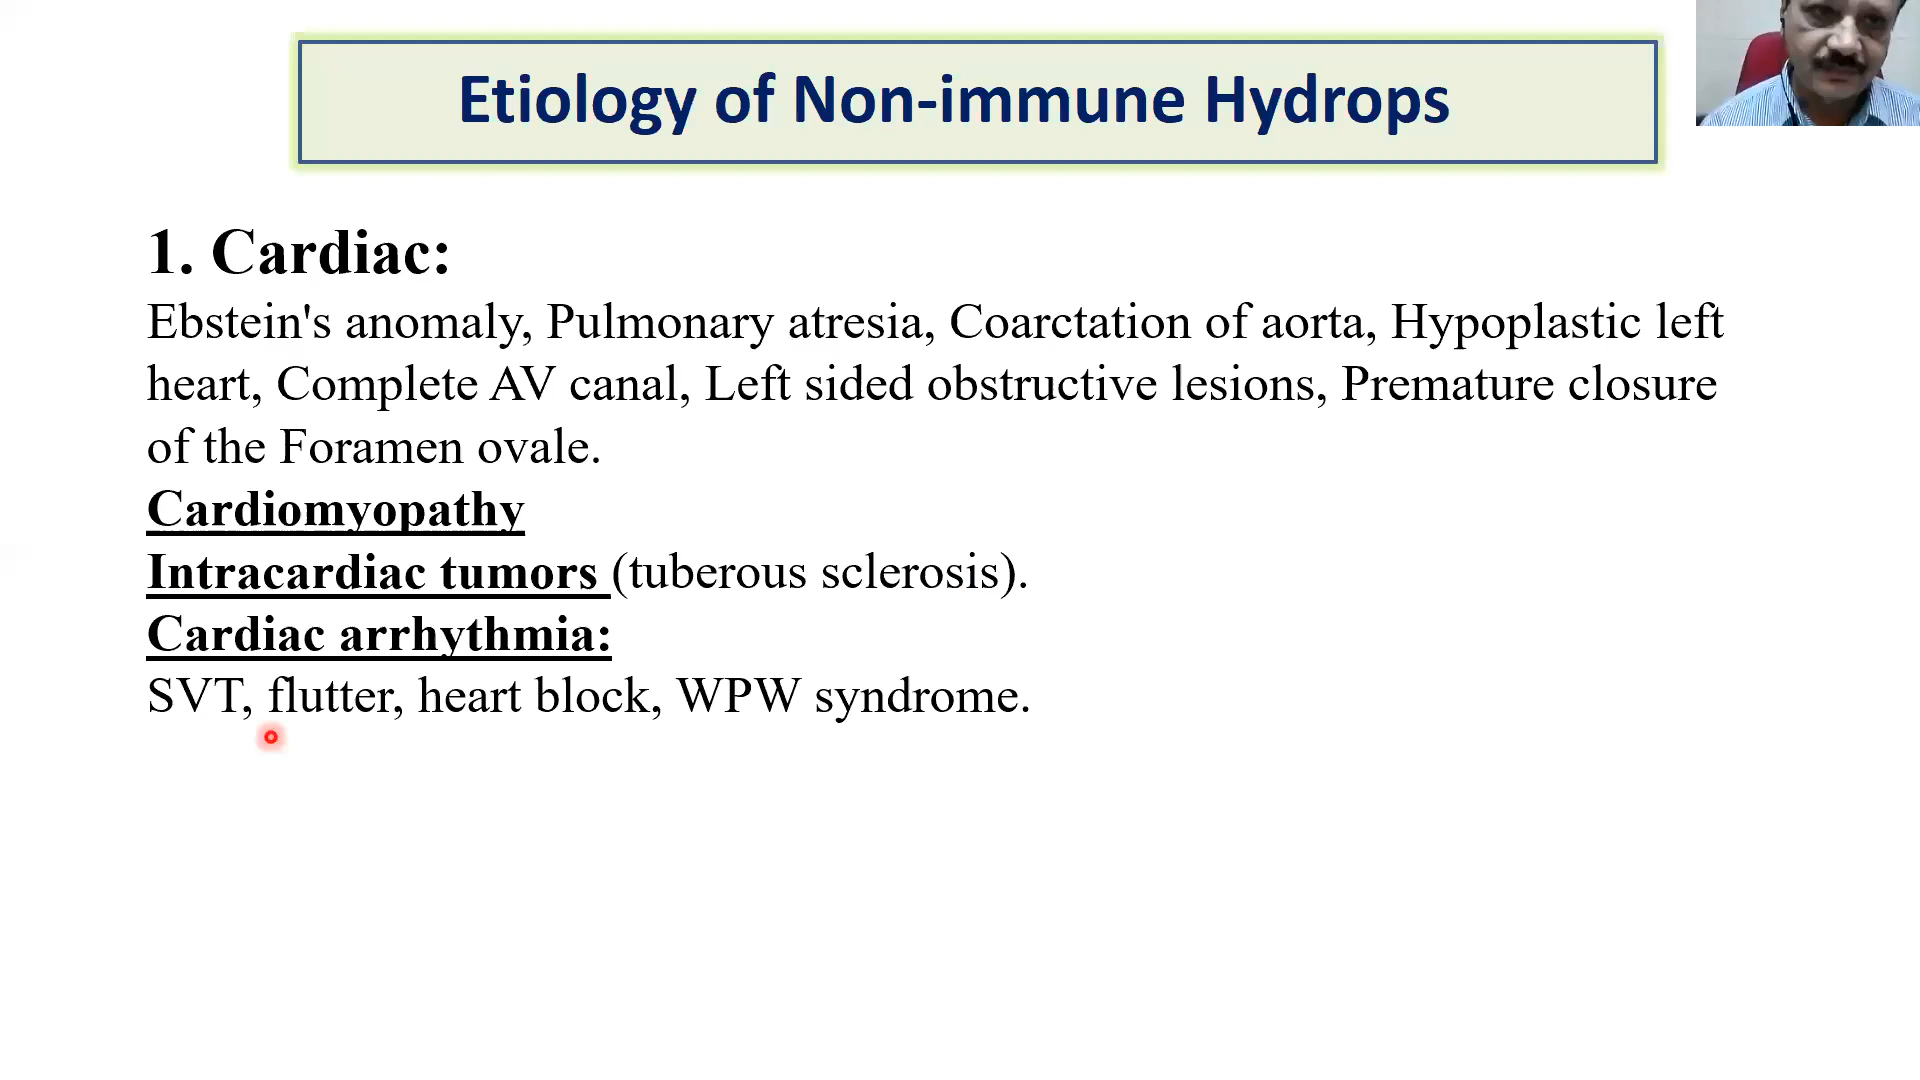 Etiology of Non-immune Hydrops
1. Cardiac:
Ebstein's anomaly, Pulmonary atresia, Coarctation of aorta, Hypoplastic left
heart, Complete AV canal, Left sided obstructive lesions, Premature closure
of the Foramen ovale.
Cardiomyopathy
Intracardiac tumors (tuberous sclerosis).
Cardiac arrhythmia:
SVT, flutter, heart block, WPW syndrome.